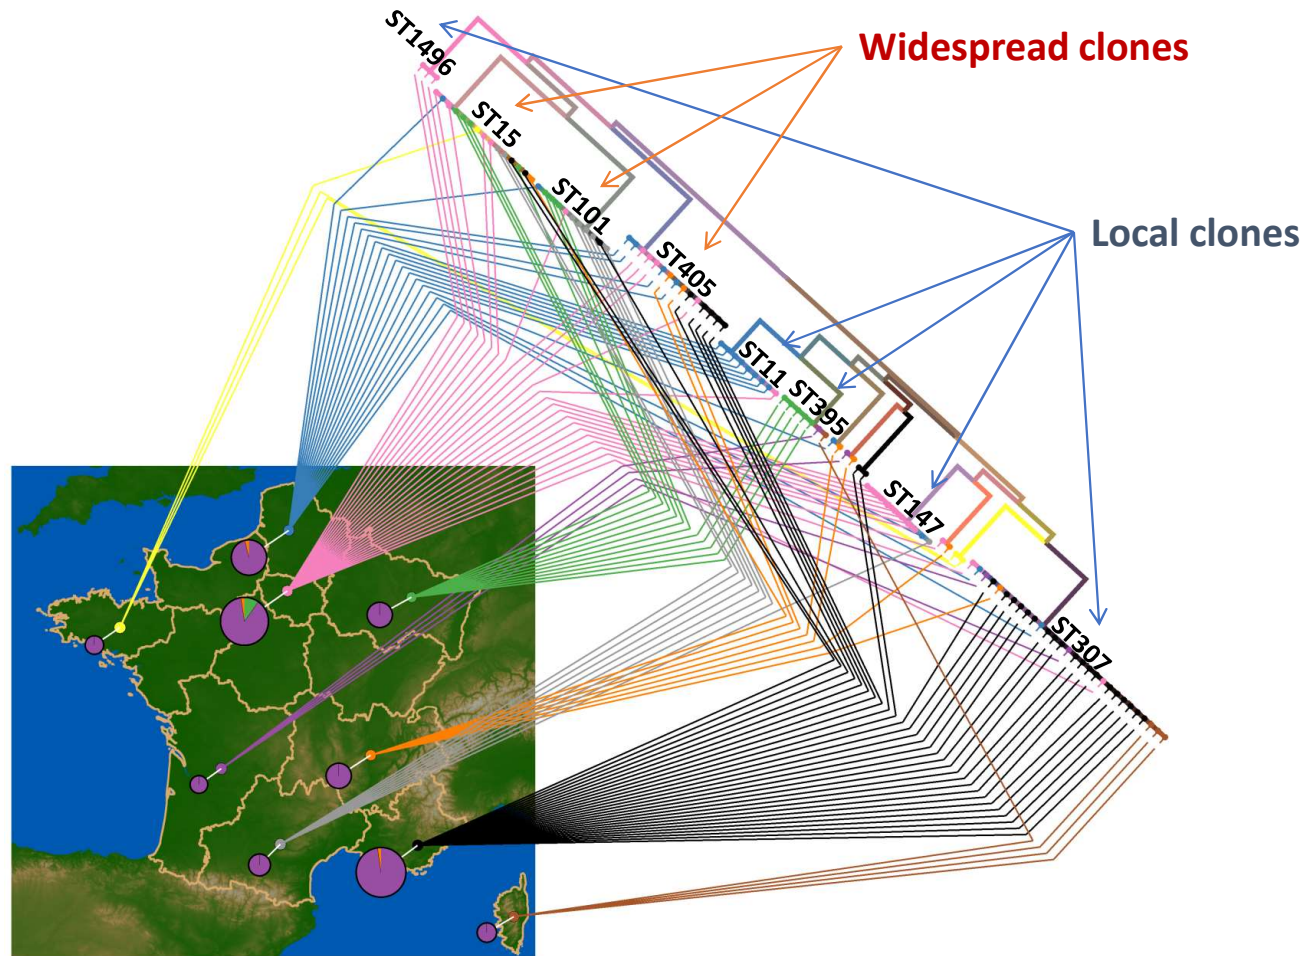 ST1496
Widespread clones
ST15
ST101
Local clones
ST405
ST11
ST395
ST147
ST307